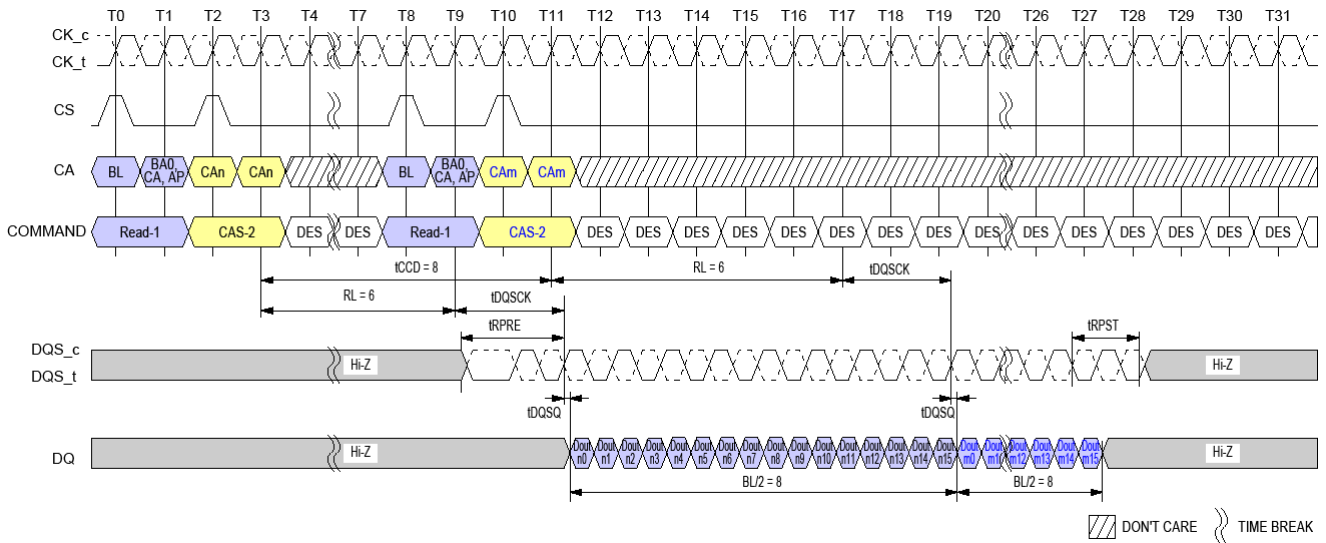 T0 T1 T2 T3 T4 T7 T8 T9 T10 T11 T12 T13 T14 T15 T16 T17 T18 T19 T20 T26 T27 T28 T29 T30 T31
CK_c
CK_t
CS
CA BL BA0, CA, AP CAn CAn BL BA0, CA, AP CAm CAm
COMMAND Read-1 CAS-2 DES DES Read-1 CAS-2 DES DES DES DES DES DES DES DES DES DES DES DES DES DES DES
tCCD = 8 RL = 6 tDQSCK
RL = 6 tDQSCK
tRPRE tRPST
DQS_c
DQS_t
Hi-Z Hi-Z
tDQSQ tDQSQ
DQ Hi-Z Dout n0 Dout n1 Dout n2 Dout n3 Dout n4 Dout n5 Dout n6 Dout n7 Dout n8 Dout n9 Dout n10 Dout n11 Dout n12 Dout n13 Dout n14 Dout n15 Dout m0 Dout Dout m12 Dout m13 Dout m14 Dout m15 Hi-Z
BL/2 = 8 BL/2 = 8
DON'T CARE TIME BREAK